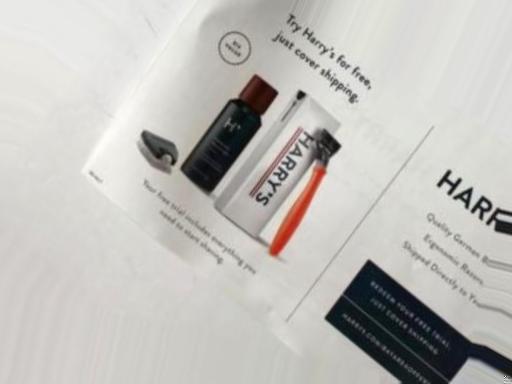 Try Harry's for free,
just cover shipping.
H
HARRY'S
Your free trial includes everything you
need to start shaving.
HARR
Quality German
Ergonomic Razors
Shipped Directly to
REDEEM YOUR FREE TRIAL,
JUST COVER SHIPPING